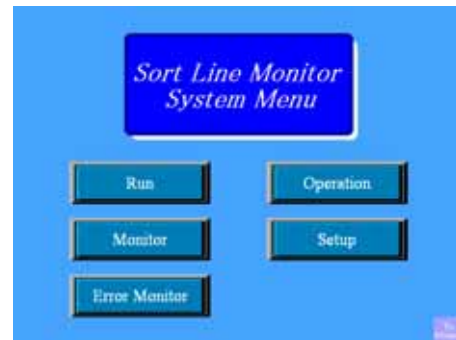 Sort Line Monitor
System Menu
Run
Operation
Monitor
Setup
Error Monitor